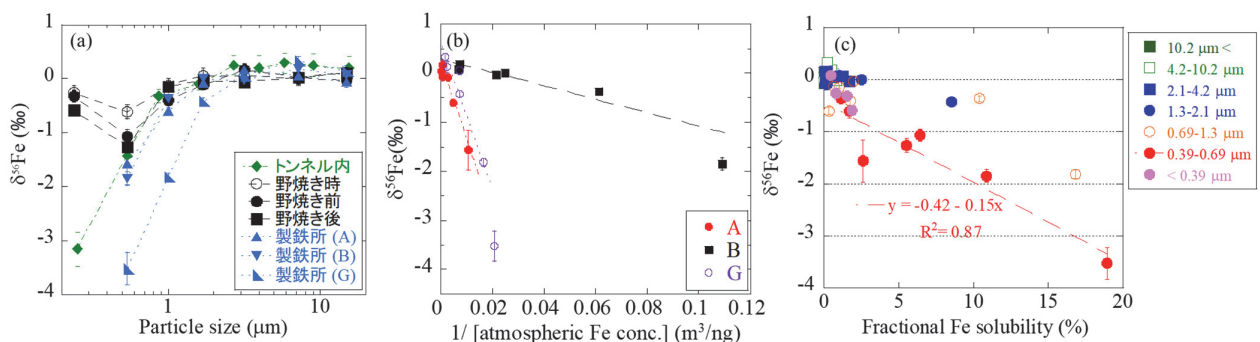 (a)
1
0
-1
-2
-3
-4
δ⁵⁶Fe (‰)
トンネル内
野焼き時
野焼き前
野焼き後
製鉄所 (A)
製鉄所 (B)
製鉄所 (G)
1
10
Particle size (μm)
(b)
1
0
-1
-2
-3
-4
δ⁵⁶Fe(‰)
A
B
G
0
0.02
0.04
0.06
0.08
0.1
1/ [atmospheric Fe conc.] (m³/ng)
(c)
1
0
-1
-2
-3
-4
δ⁵⁶Fe (‰)
y = -0.42 - 0.15x
R²= 0.87
0
5
10
15
20
Fractional Fe solubility (%)
10.2 μm <
4.2-10.2 μm
2.1-4.2 μm
1.3-2.1 μm
0.69-1.3 μm
0.39-0.69 μm
< 0.39 μm